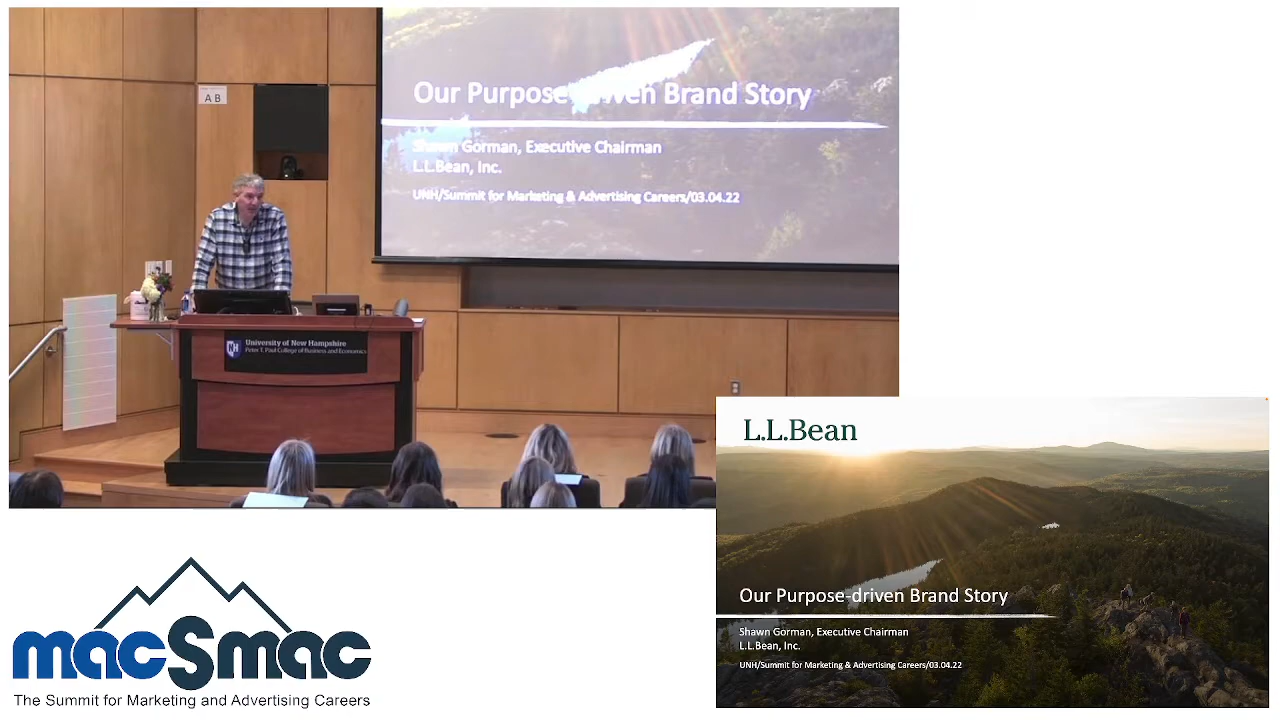 A B
Our Purpose-driven Brand Story
Shawn Gorman, Executive Chairman
L.L.Bean, Inc.
UNH/Summit for Marketing & Advertising Careers/03.04.22
NH
University of New Hampshire
Peter T. Paul College of Business and Economics
L.L.Bean
Our Purpose-driven Brand Story
Shawn Gorman, Executive Chairman
L.L.Bean, Inc.
UNH/Summit for Marketing & Advertising Careers/03.04.22
macSmac
The Summit for Marketing and Advertising Careers